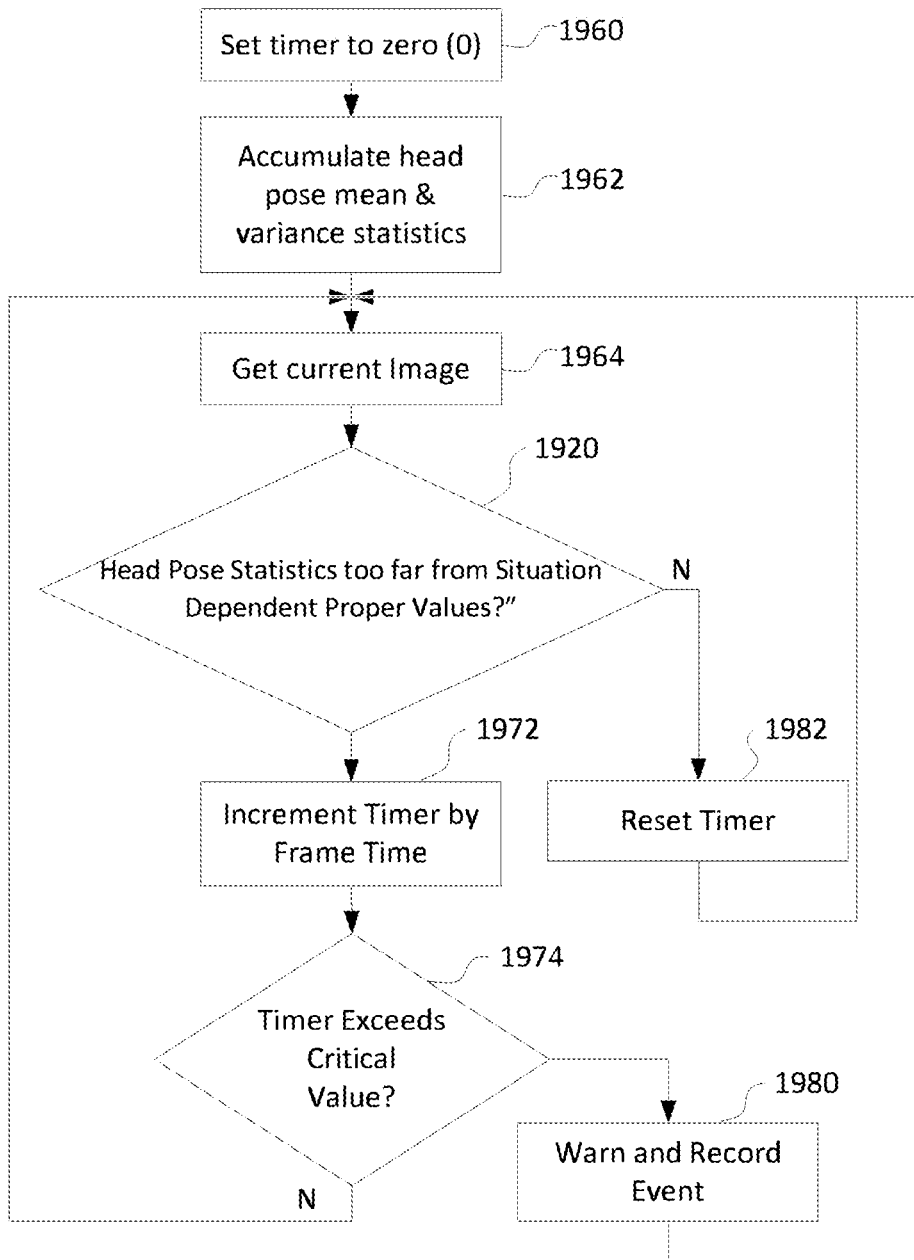 Set timer to zero (0)
1960
Accumulate head
pose mean &
variance statistics
1962
Get current Image
1964
1920
Head Pose Statistics too far from Situation
Dependent Proper Values?”
N
1972
Increment Timer by
Frame Time
1982
Reset Timer
1974
Timer Exceeds
Critical
Value?
N
1980
Warn and Record
Event